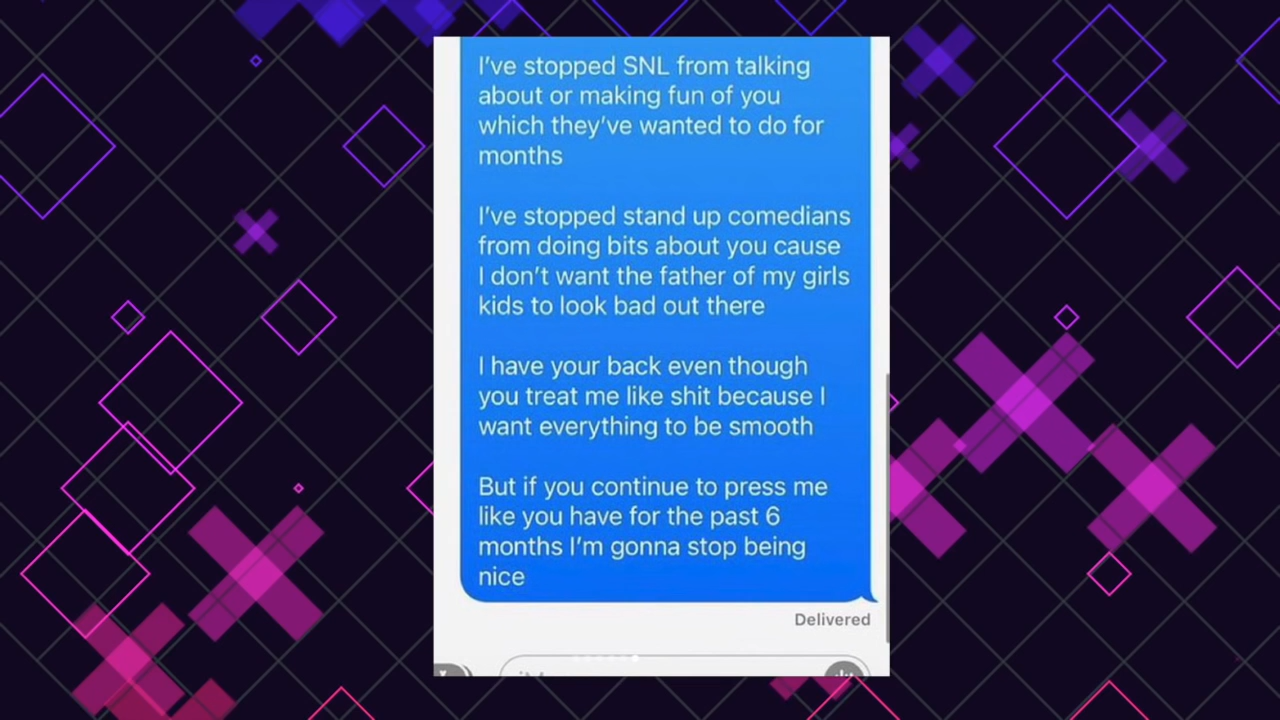 I've stopped SNL from talking
about or making fun of you
which they've wanted to do for
months
I've stopped stand up comedians
from doing bits about you cause
I don't want the father of my girls
kids to look bad out there
I have your back even though
you treat me like shit because I
want everything to be smooth
But if you continue to press me
like you have for the past 6
months I'm gonna stop being
nice
Delivered